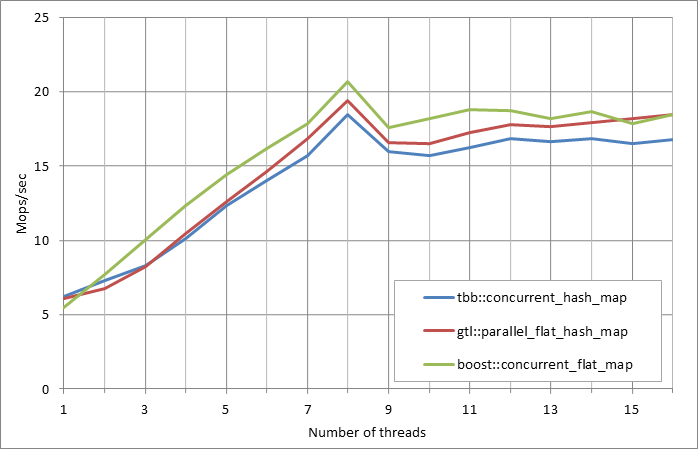 25
20
15
10
5
0
Mops/sec
tbb::concurrent_hash_map
gtl::parallel_flat_hash_map
boost::concurrent_flat_map
1 3 5 7 9 11 13 15
Number of threads